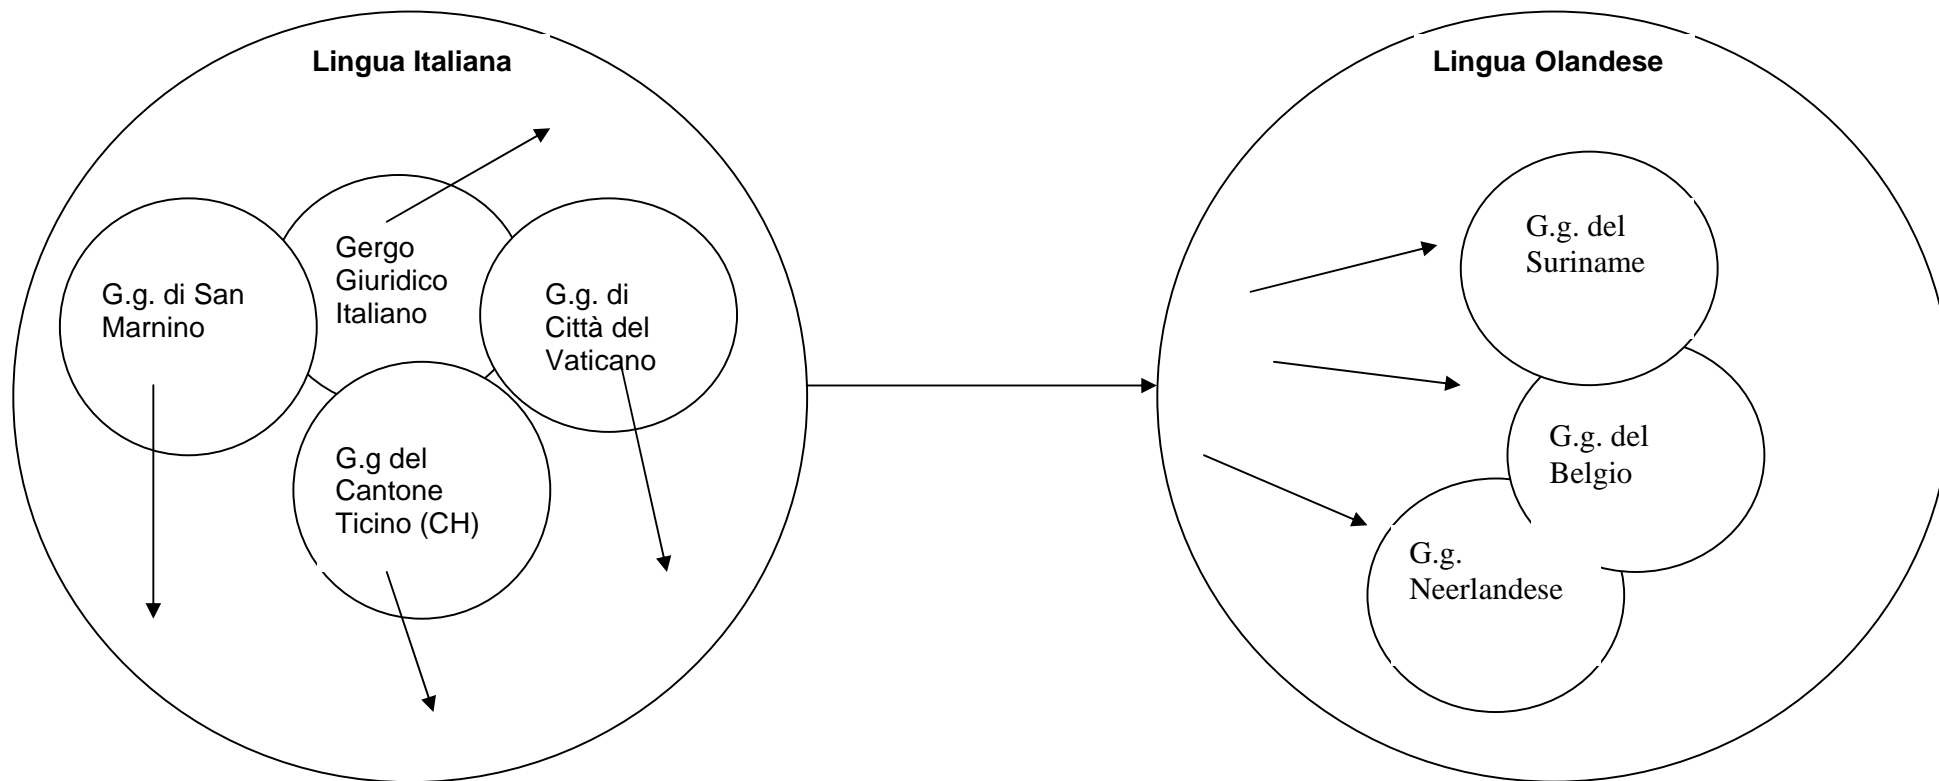 Lingua Italiana
Gergo
Giuridico
Italiano
G.g. di San
Marnino
G.g. di
Città del
Vaticano
G.g del
Cantone
Ticino (CH)
Lingua Olandese
G.g. del
Suriname
G.g. del
Belgio
G.g.
Neerlandese